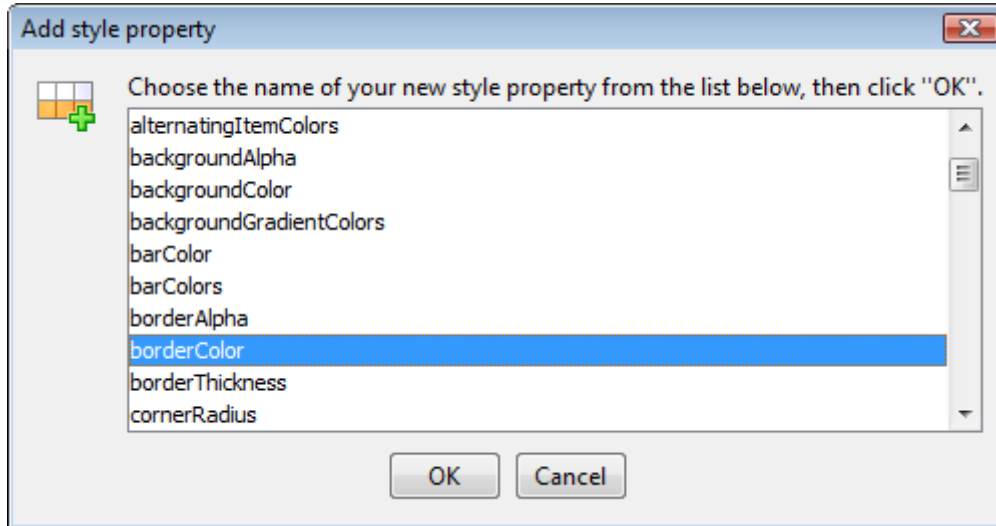 Add style property
Choose the name of your new style property from the list below, then click "OK".
alternatingItemColors
backgroundAlpha
backgroundColor
backgroundGradientColors
barColor
barColors
borderAlpha
borderColor
borderThickness
cornerRadius
OK Cancel